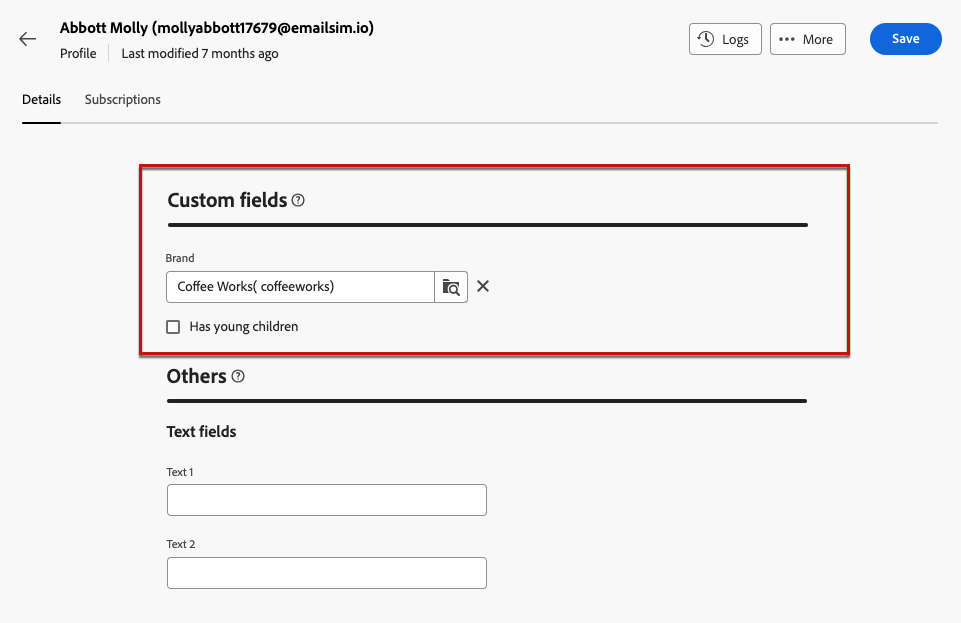 Abbott Molly (mollyabbott17679@emailsim.io)
Profile Last modified 7 months ago
Logs
More
Save
Details Subscriptions
Custom fields
Brand
Coffee Works( coffeeworks)
Has young children
Others
Text fields
Text 1
Text 2